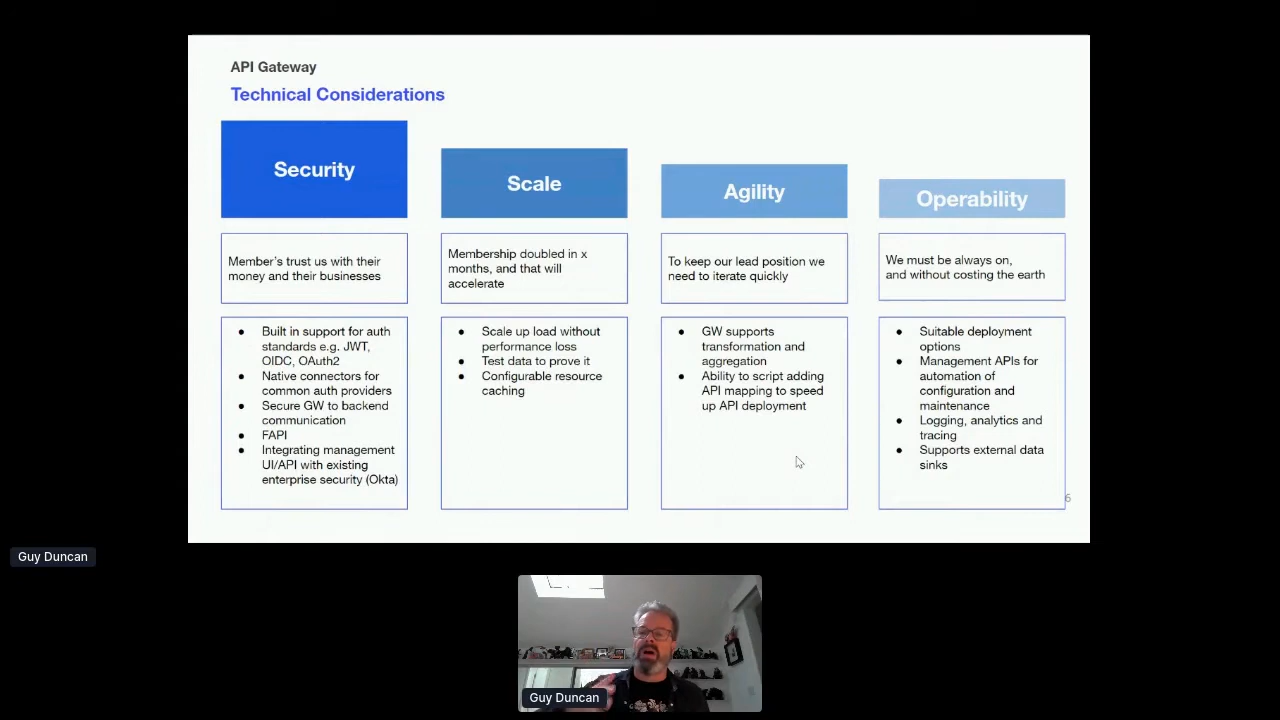 API Gateway
Technical Considerations
Security
Scale
Agility
Operability
Member's trust us with their
money and their businesses
Membership doubled in x
months, and that will
accelerate
To keep our lead position we
need to iterate quickly
We must be always on,
and without costing the earth
• Built in support for auth
standards e.g. JWT,
OIDC, OAuth2
• Native connectors for
common auth providers
• Secure GW to backend
communication
• FAPI
• Integrating management
UI/API with existing
enterprise security (Okta)
• Scale up load without
performance loss
• Test data to prove it
• Configurable resource
caching
• GW supports
transformation and
aggregation
• Ability to script adding
API mapping to speed
up API deployment
• Suitable deployment
options
• Management APIs for
automation of
configuration and
maintenance
• Logging, analytics and
tracing
• Supports external data
sinks
6
Guy Duncan
Guy Duncan